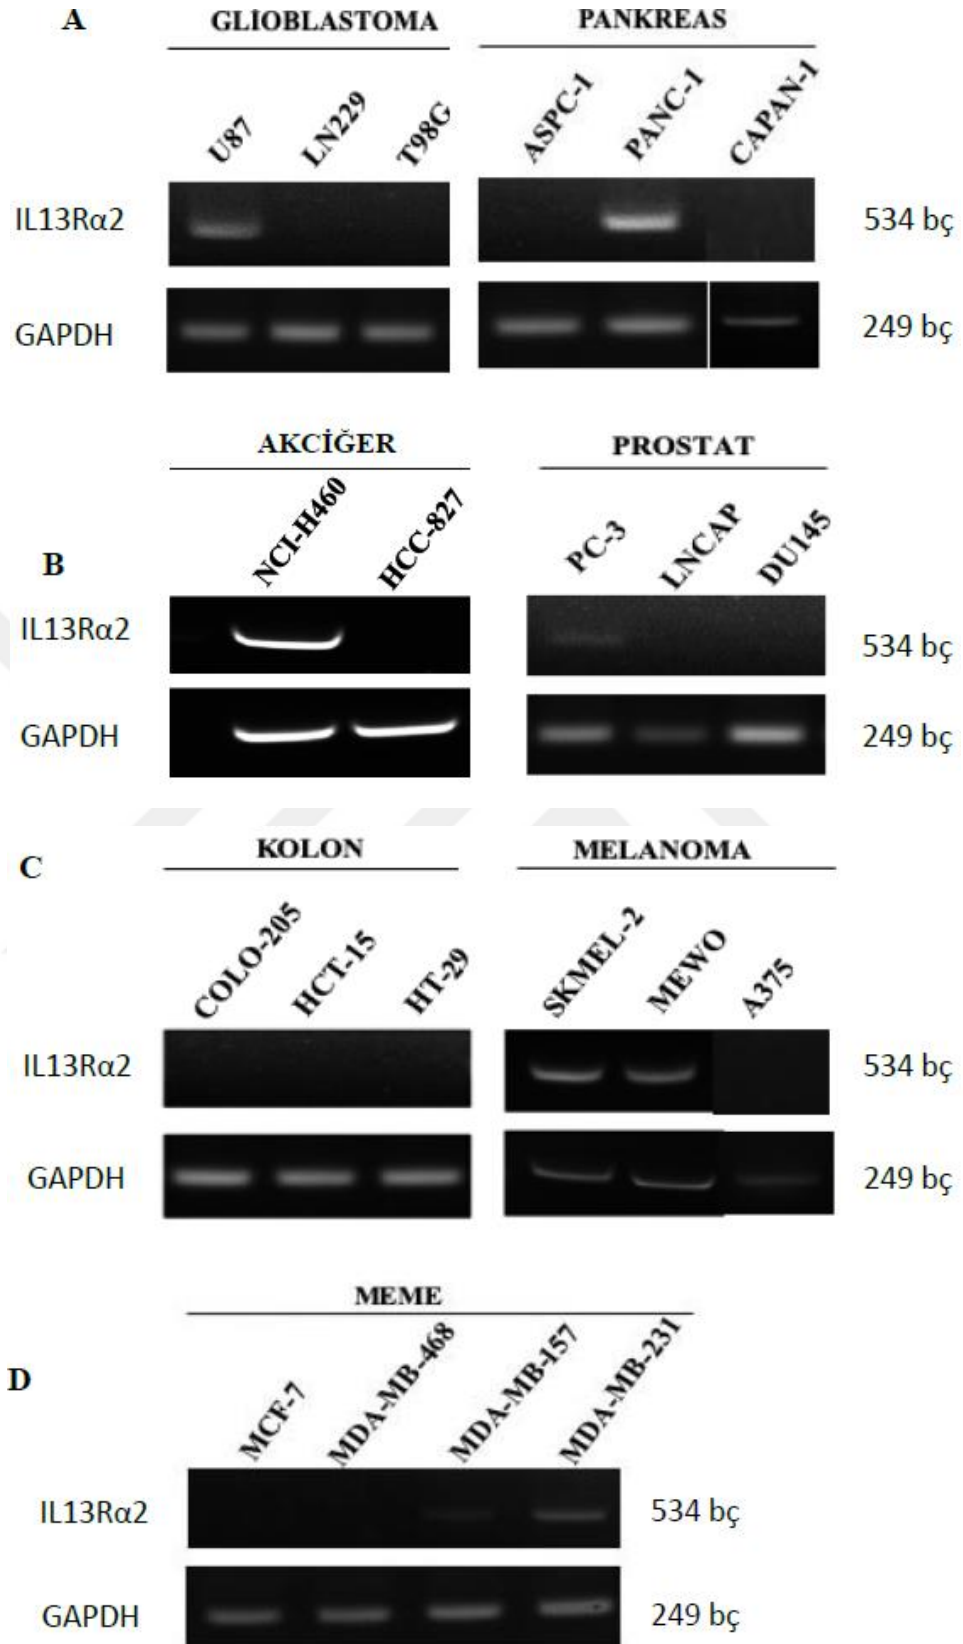 A
GLİOBLASTOMA
PANKREAS
U87
LN229
T98G
ASPC-1
PANC-1
CAPAN-1
IL13Rα2
534 bç
GAPDH
249 bç
B
AKCİĞER
PROSTAT
NCI-H460
HCC-827
PC-3
LNCAP
DU145
IL13Rα2
534 bç
GAPDH
249 bç
C
KOLON
MELANOMA
COLO-205
HCT-15
HT-29
SKMEL-2
MEWO
A375
IL13Rα2
534 bç
GAPDH
249 bç
D
MEME
MCF-7
MDA-MB-468
MDA-MB-157
MDA-MB-231
IL13Rα2
534 bç
GAPDH
249 bç